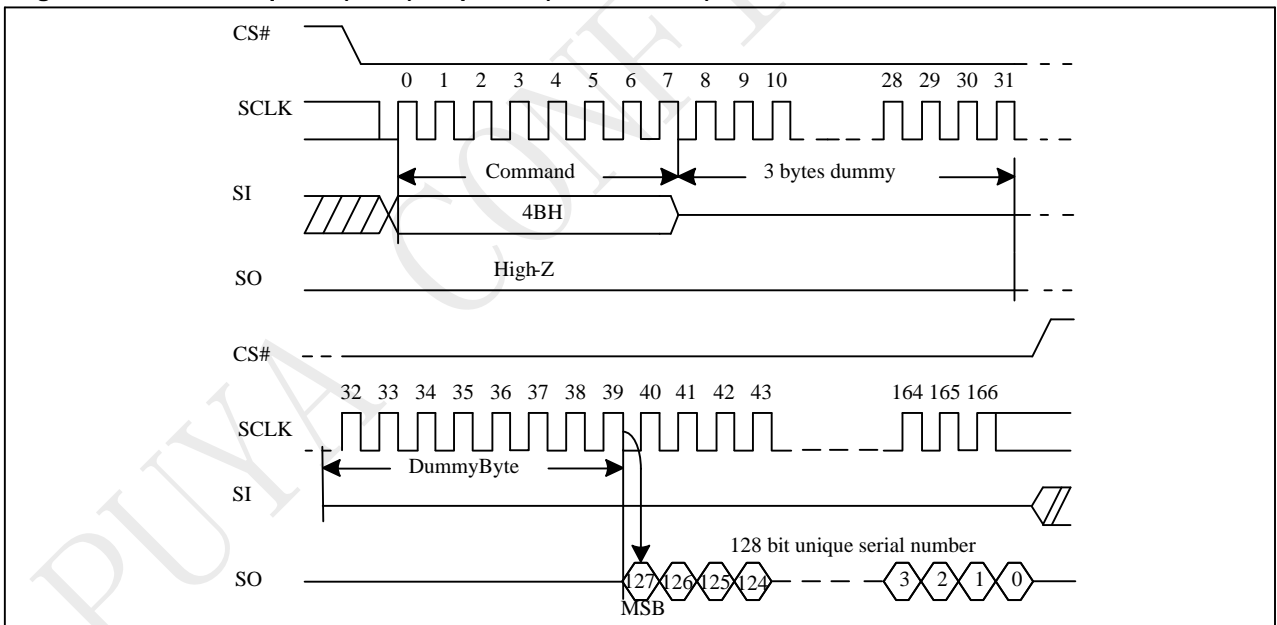 CS#
0 1 2 3 4 5 6 7 8 9 10 28 29 30 31
SCLK
Command 3 bytes dummy
SI
4BH
High-Z
SO
CS#
32 33 34 35 36 37 38 39 40 41 42 43 164 165 166
SCLK
DummyByte
SI
128 bit unique serial number
SO
127 126 125 124 3 2 1 0
MSB
PUYA CONF